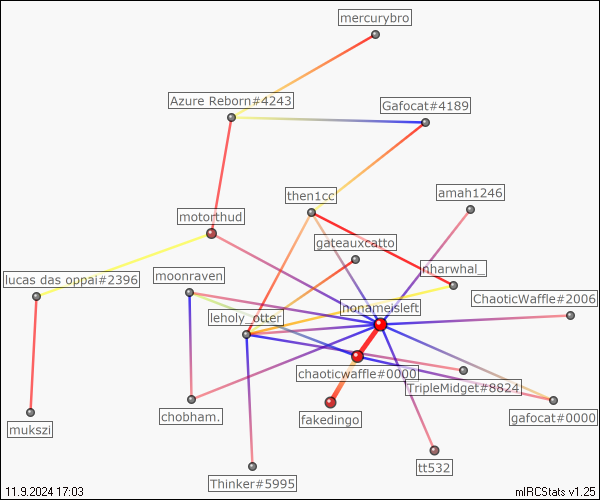 mercurybro
Azure Reborn#4243
Gafocat#4189
then1cc
amah1246
motorthud
gateauxcatto
nharwhal_
lucas das oppai#2396
moonraven
ChaoticWaffle#2006
nonameisleft
leholy_otter
chaoticwaffle#0000
TripleMidget#8824
chobham.
fakedingo
gafocat#0000
mukszi
tt532
Thinker#5995
11.9.2024 17:03
mIRCStats v1.25